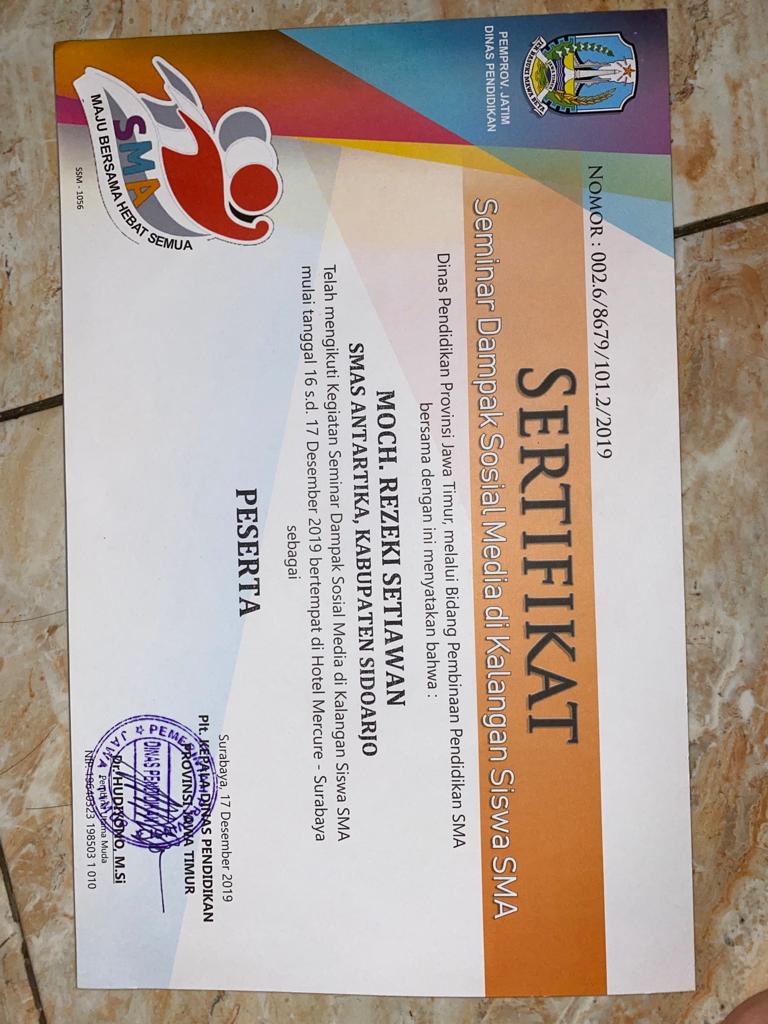 NOMOR : 002.6/8679/101.2/2019
SERTIFIKAT
Seminar Dampak Sosial Media di Kalangan Siswa SMA
JAWA TIMUR
JER BASUKI MAWA BEYA
PEMPROV. JATIM
DINAS PENDIDIKAN
Dinas Pendidikan Provinsi Jawa Timur, melalui Bidang Pembinaan Pendidikan SMA
bersama dengan ini menyatakan bahwa :
MOCH. REZEKI SETIAWAN
SMAS ANTARTIKA, KABUPATEN SIDOARJO
Telah mengikuti Kegiatan Seminar Dampak Sosial Media di Kalangan Siswa SMA
mulai tanggal 16 s.d. 17 Desember 2019 bertempat di Hotel Mercure - Surabaya
sebagai
PESERTA
Surabaya, 17 Desember 2019
Plt. KEPALA DINAS PENDIDIKAN
PROVINSI JAWA TIMUR
PEMERINTAH PROVINSI
DINAS PENDIDIKAN
JAWA TIMUR
Dr. HUDIYONO, M.Si
Pembina Utama Muda
NIP. 19640323 198503 1 010
SMA
MAJU BERSAMA HEBAT SEMUA
SSM - 1056